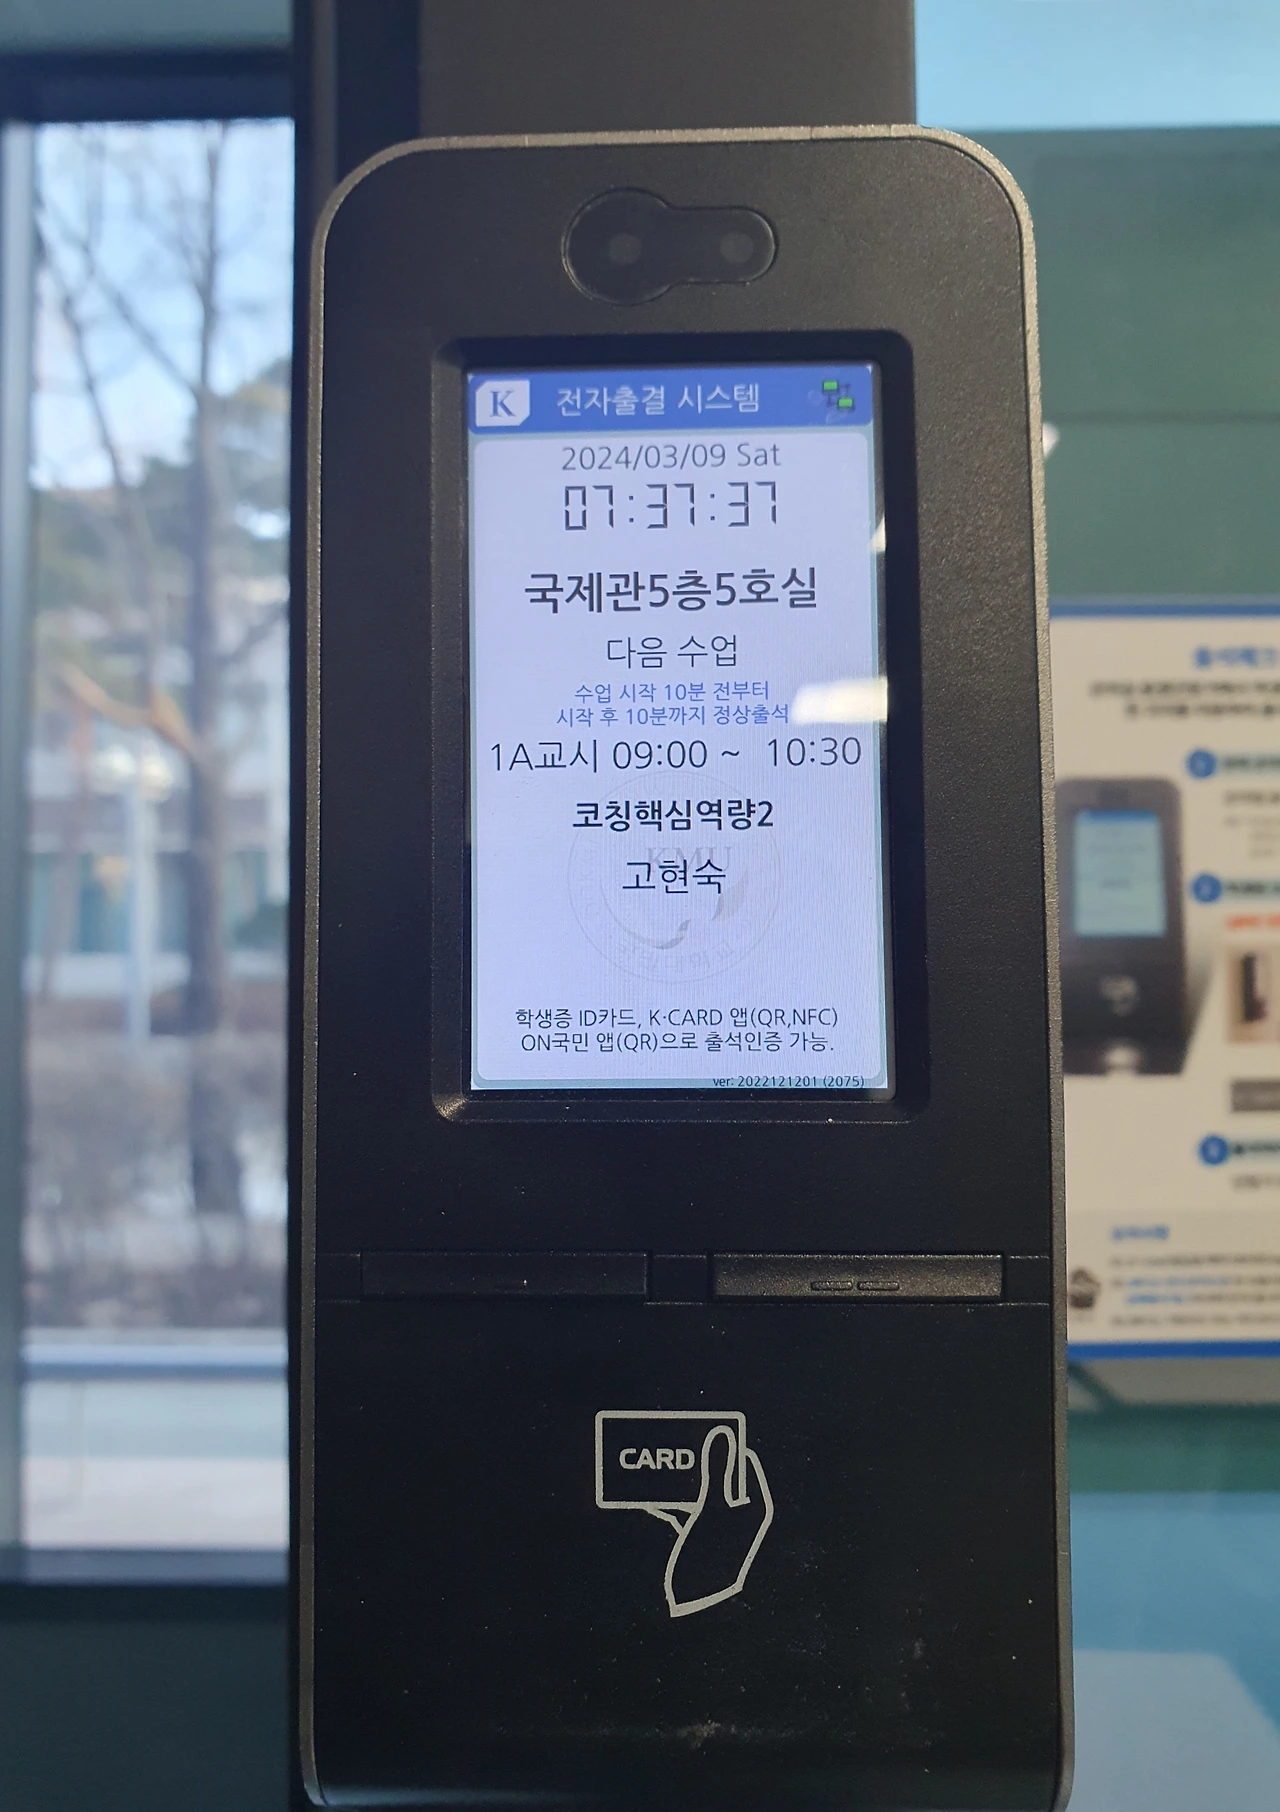 K 전자출결 시스템
2024/03/09 Sat
07:37:37
국제관5층5호실
다음 수업
수업 시작 10분 전부터
시작 후 10분까지 정상출석
1A교시 09:00 ~ 10:30
코칭핵심역량2
KMU
고현숙
학생증 ID카드, K·CARD 앱(QR,NFC)
ON국민 앱(QR)으로 출석인증 가능.
ver: 2022121201 (2075)
CARD